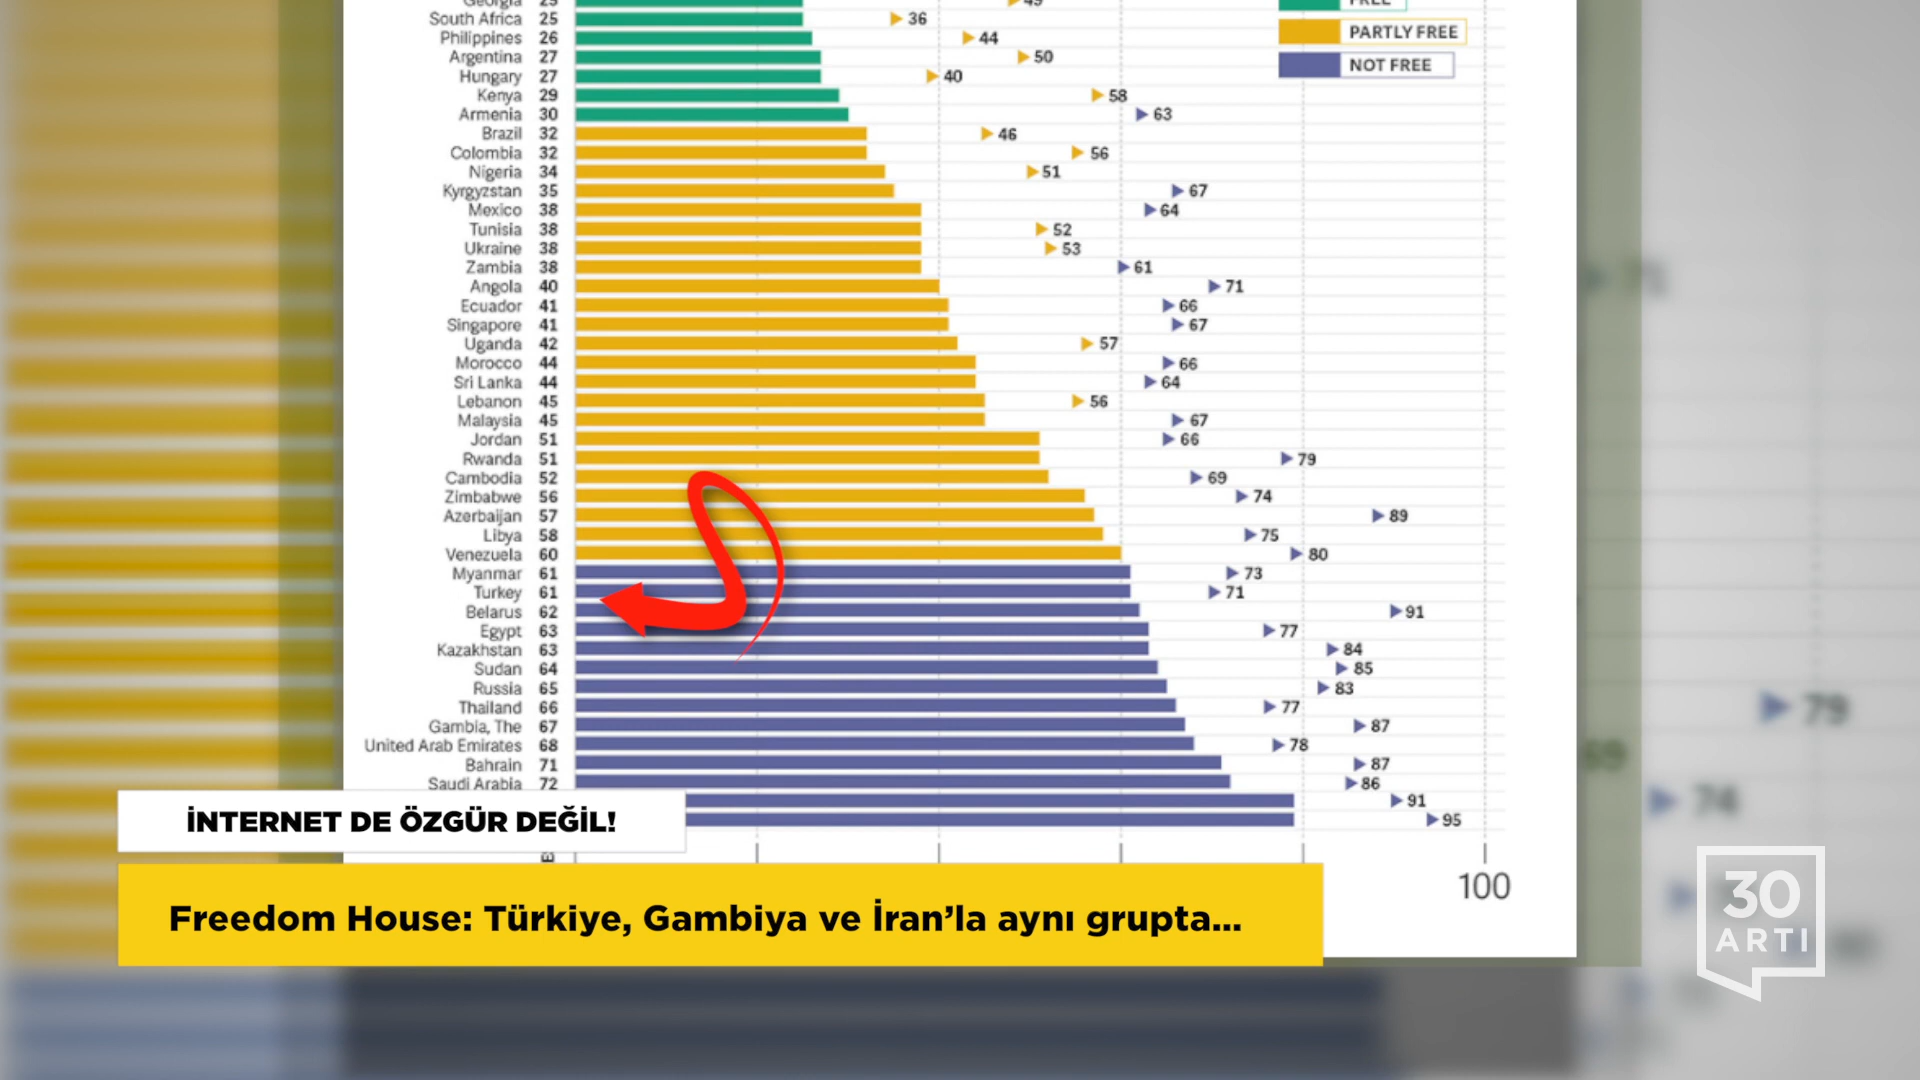 South Africa 25 36
Philippines 26 44
Argentina 27 50
Hungary 27 40
Kenya 29 58
Armenia 30 63
Brazil 32 46
Colombia 32 56
Nigeria 34 51
Kyrgyzstan 35 67
Mexico 38 64
Tunisia 38 52
Ukraine 38 53
Zambia 38 61
Angola 40 71
Ecuador 41 66
Singapore 41 67
Uganda 42 57
Morocco 44 66
Sri Lanka 44 64
Lebanon 45 56
Malaysia 45 67
Jordan 51 66
Rwanda 51 79
Cambodia 52 69
Zimbabwe 56 74
Azerbaijan 57 89
Libya 58 75
Venezuela 60 80
Myanmar 61 73
Turkey 61 71
Belarus 62 91
Egypt 63 77
Kazakhstan 63 84
Sudan 64 85
Russia 65 83
Thailand 66 77
Gambia, The 67 87
United Arab Emirates 68 78
Bahrain 71 87
Saudi Arabia 72 86
91
95
100
PARTLY FREE
NOT FREE
79
74
İNTERNET DE ÖZGÜR DEĞİL!
Freedom House: Türkiye, Gambiya ve İran’la aynı grupta...
30
ARTI